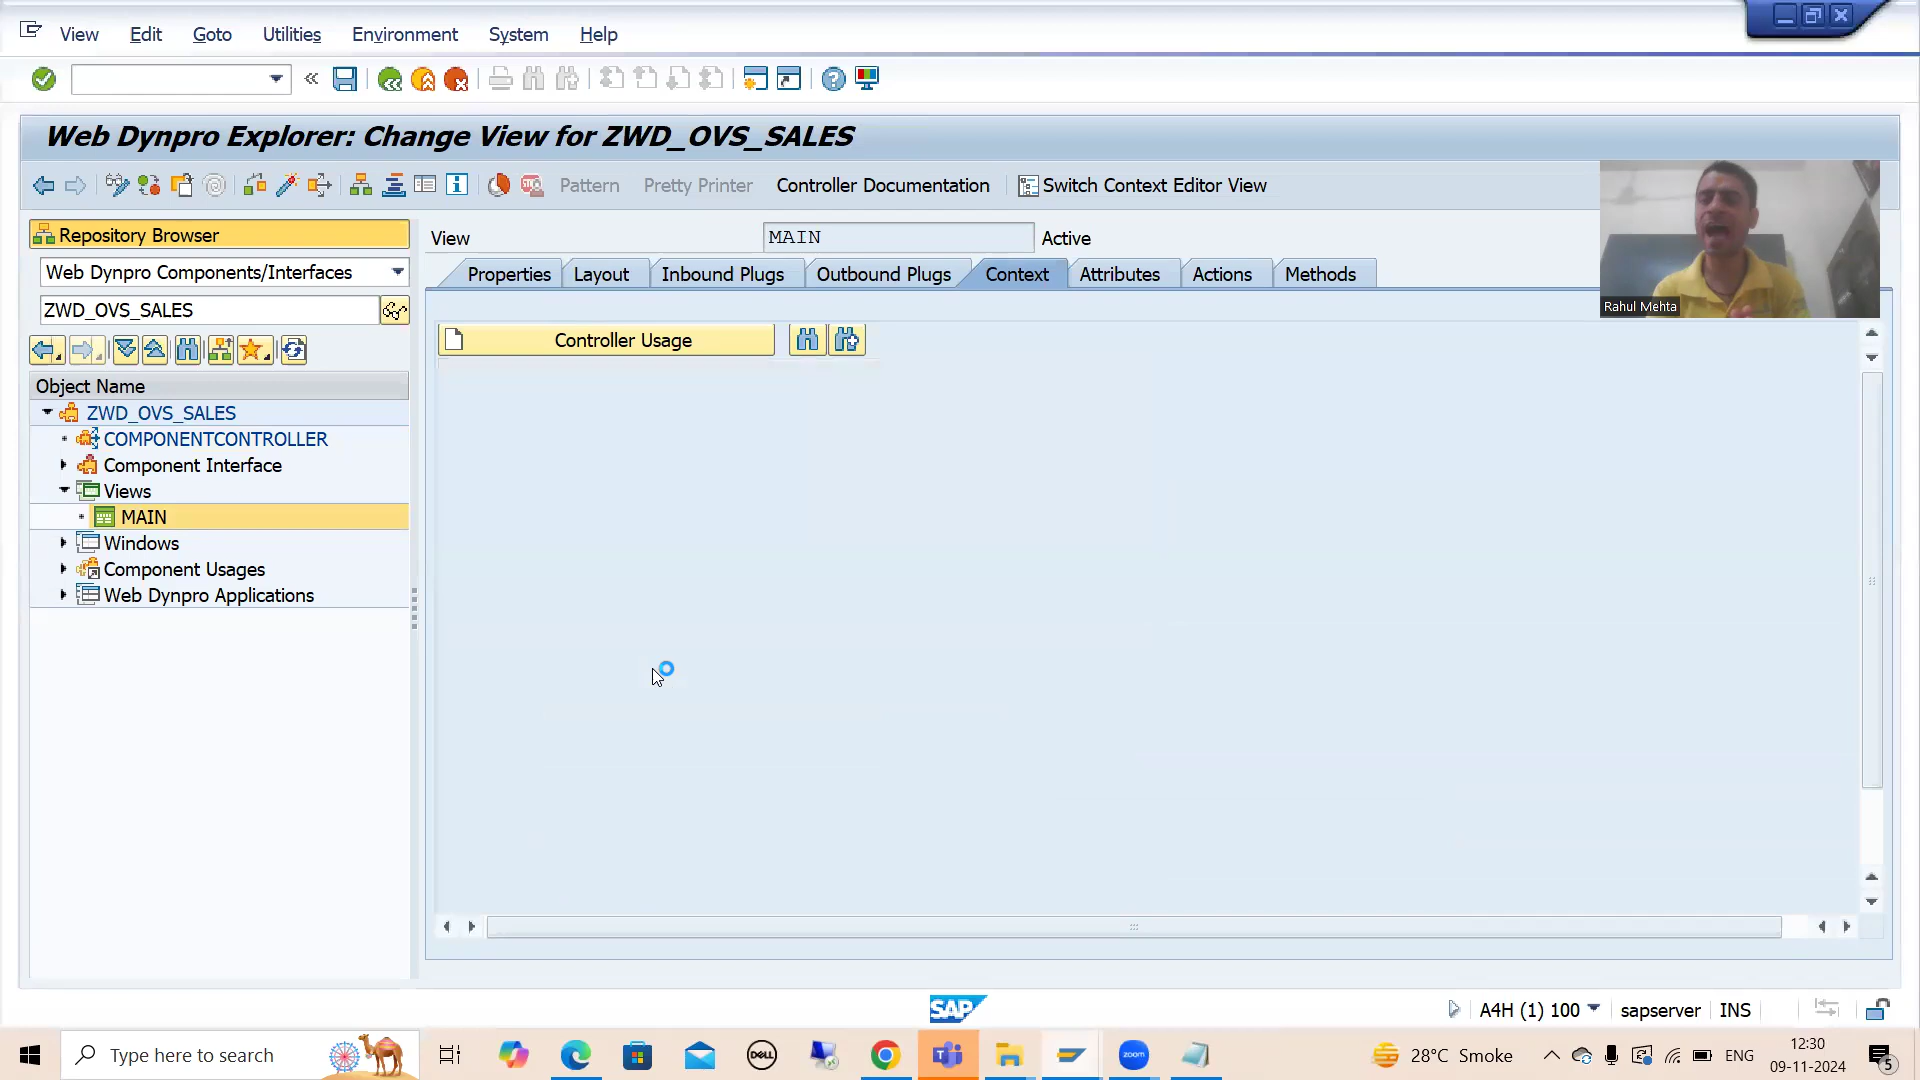 View Edit Goto Utilities Environment System Help
Web Dynpro Explorer: Change View for ZWD_OVS_SALES
Pattern Pretty Printer Controller Documentation Switch Context Editor View
Repository Browser
Web Dynpro Components/Interfaces
ZWD_OVS_SALES
Object Name
ZWD_OVS_SALES
COMPONENTCONTROLLER
Component Interface
Views
MAIN
Windows
Component Usages
Web Dynpro Applications
View MAIN Active
Properties Layout Inbound Plugs Outbound Plugs Context Attributes Actions Methods
Controller Usage
Rahul Mehta
SAP
A4H (1) 100 sapserver INS
Type here to search
DELL
zoom
28°C Smoke
ENG
12:30
09-11-2024
5